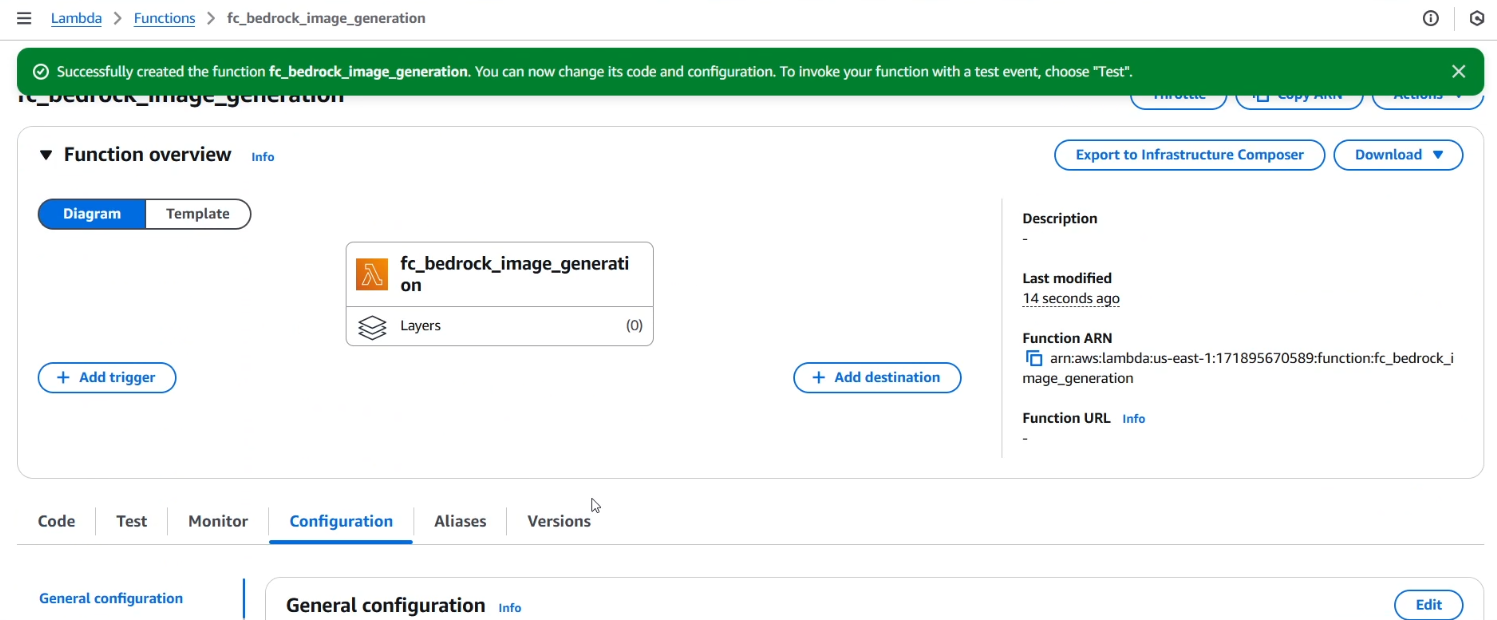 Lambda > Functions > fc_bedrock_image_generation
Successfully created the function fc_bedrock_image_generation. You can now change its code and configuration. To invoke your function with a test event, choose "Test".
fc_bedrock_image_generation
Throttle Copy ARN Actions
Function overview Info
Export to Infrastructure Composer Download
Diagram Template
fc_bedrock_image_generati
on
Layers (0)
+ Add trigger
+ Add destination
Description
-
Last modified
14 seconds ago
Function ARN
arn:aws:lambda:us-east-1:171895670589:function:fc_bedrock_i
mage_generation
Function URL Info
-
Code Test Monitor Configuration Aliases Versions
General configuration
General configuration Info
Edit